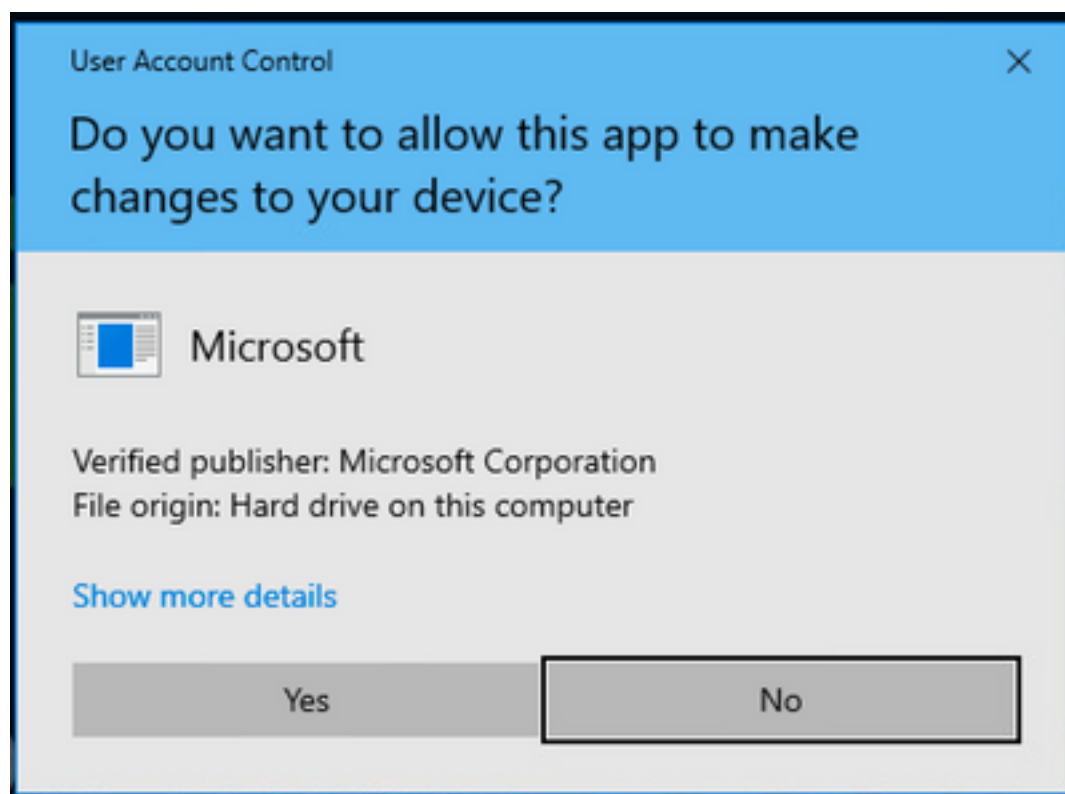 User Account Control
Do you want to allow this app to make
changes to your device?
Microsoft
Verified publisher: Microsoft Corporation
File origin: Hard drive on this computer
Show more details
Yes
No